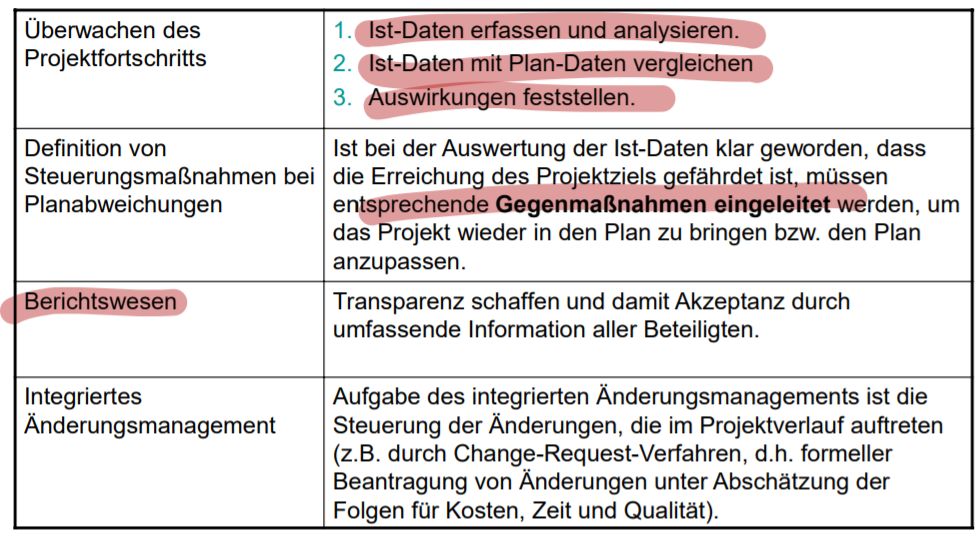 Überwachen des
Projektfortschritts
1. Ist-Daten erfassen und analysieren.
2. Ist-Daten mit Plan-Daten vergleichen
3. Auswirkungen feststellen.
Definition von
Steuerungsmaßnahmen bei
Planabweichungen
Ist bei der Auswertung der Ist-Daten klar geworden, dass
die Erreichung des Projektziels gefährdet ist, müssen
entsprechende Gegenmaßnahmen eingeleitet werden, um
das Projekt wieder in den Plan zu bringen bzw. den Plan
anzupassen.
Berichtswesen
Transparenz schaffen und damit Akzeptanz durch
umfassende Information aller Beteiligten.
Integriertes
Änderungsmanagement
Aufgabe des integrierten Änderungsmanagements ist die
Steuerung der Änderungen, die im Projektverlauf auftreten
(z.B. durch Change-Request-Verfahren, d.h. formeller
Beantragung von Änderungen unter Abschätzung der
Folgen für Kosten, Zeit und Qualität).